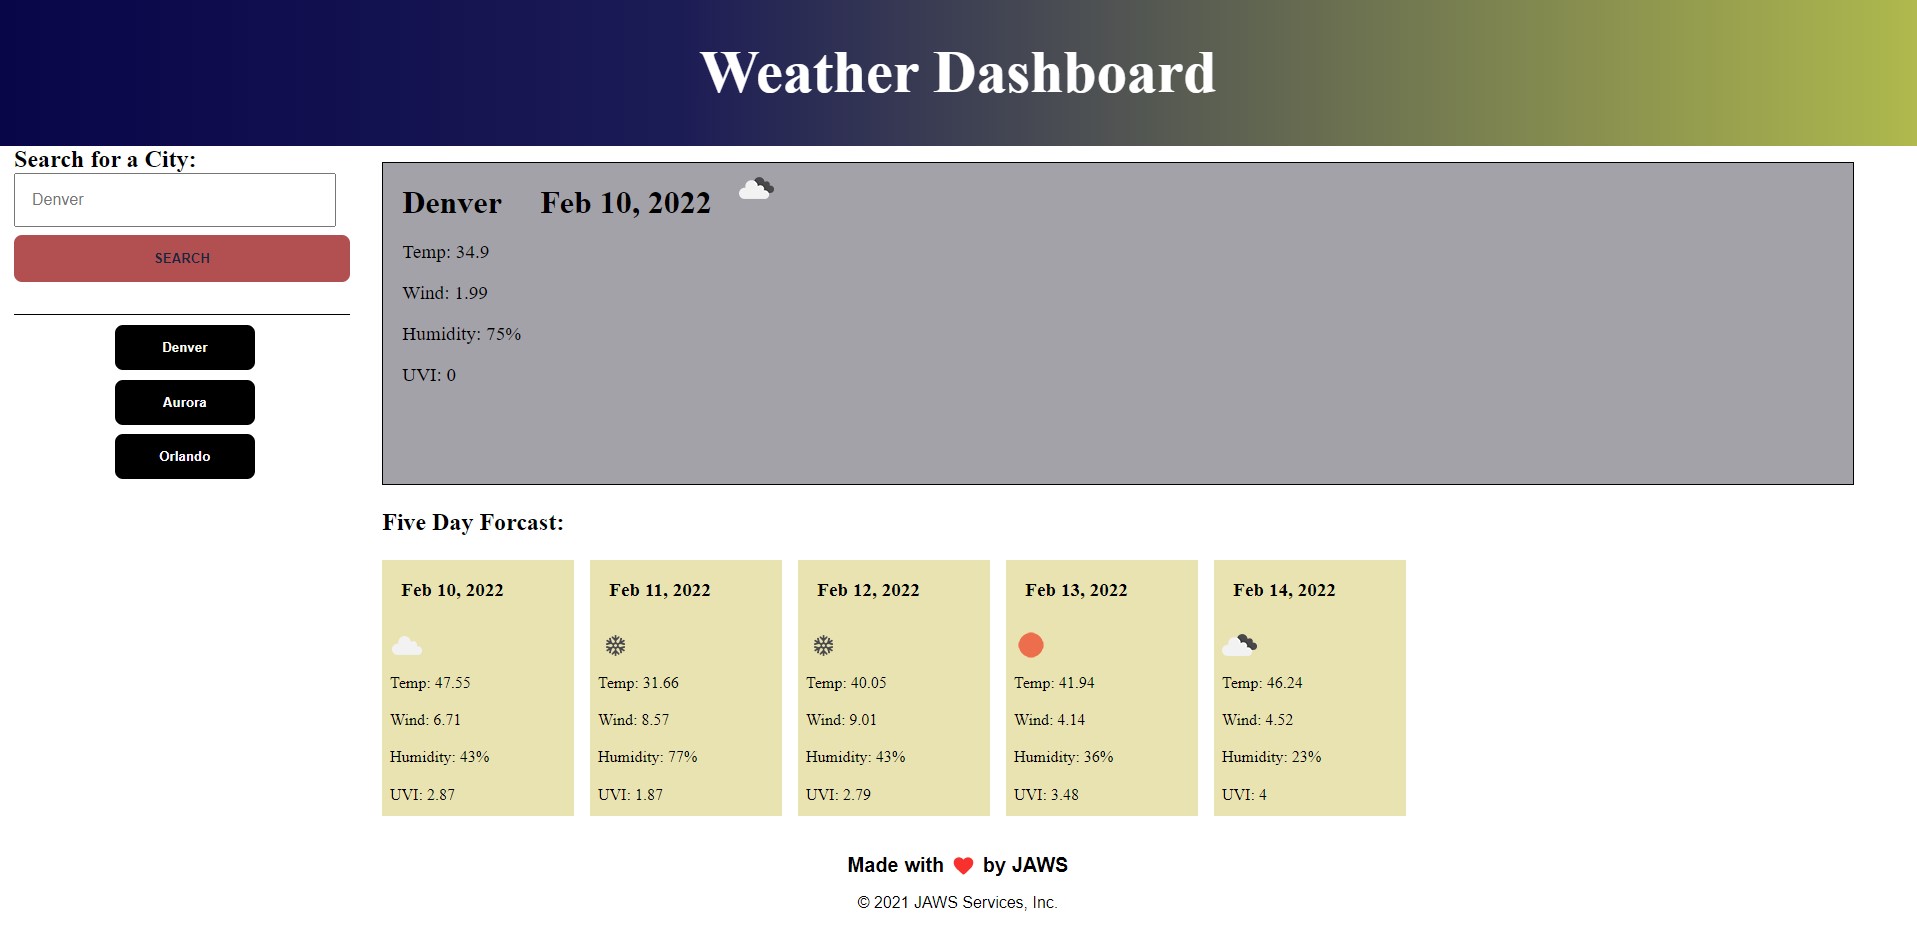 Weather Dashboard
Search for a City:
Denver
SEARCH
Denver
Aurora
Orlando
Denver Feb 10, 2022
Temp: 34.9
Wind: 1.99
Humidity: 75%
UVI: 0
Five Day Forcast:
Feb 10, 2022
Temp: 47.55
Wind: 6.71
Humidity: 43%
UVI: 2.87
Feb 11, 2022
Temp: 31.66
Wind: 8.57
Humidity: 77%
UVI: 1.87
Feb 12, 2022
Temp: 40.05
Wind: 9.01
Humidity: 43%
UVI: 2.79
Feb 13, 2022
Temp: 41.94
Wind: 4.14
Humidity: 36%
UVI: 3.48
Feb 14, 2022
Temp: 46.24
Wind: 4.52
Humidity: 23%
UVI: 4
Made with ❤️ by JAWS
© 2021 JAWS Services, Inc.